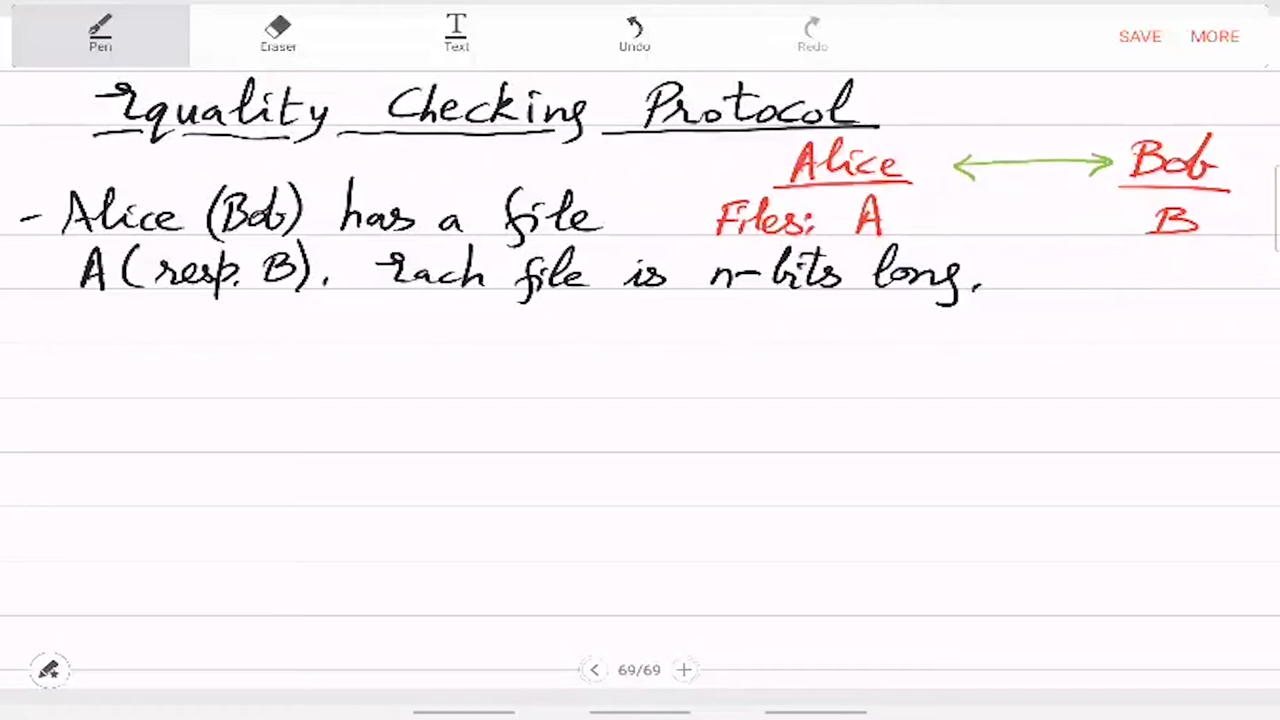 Pen Eraser Text Undo Redo SAVE MORE
T
Equality Checking Protocol
Alice Bob
- Alice (Bob) has a file Files: A B
A (resp. B). Each file is n-bits long.
69/69